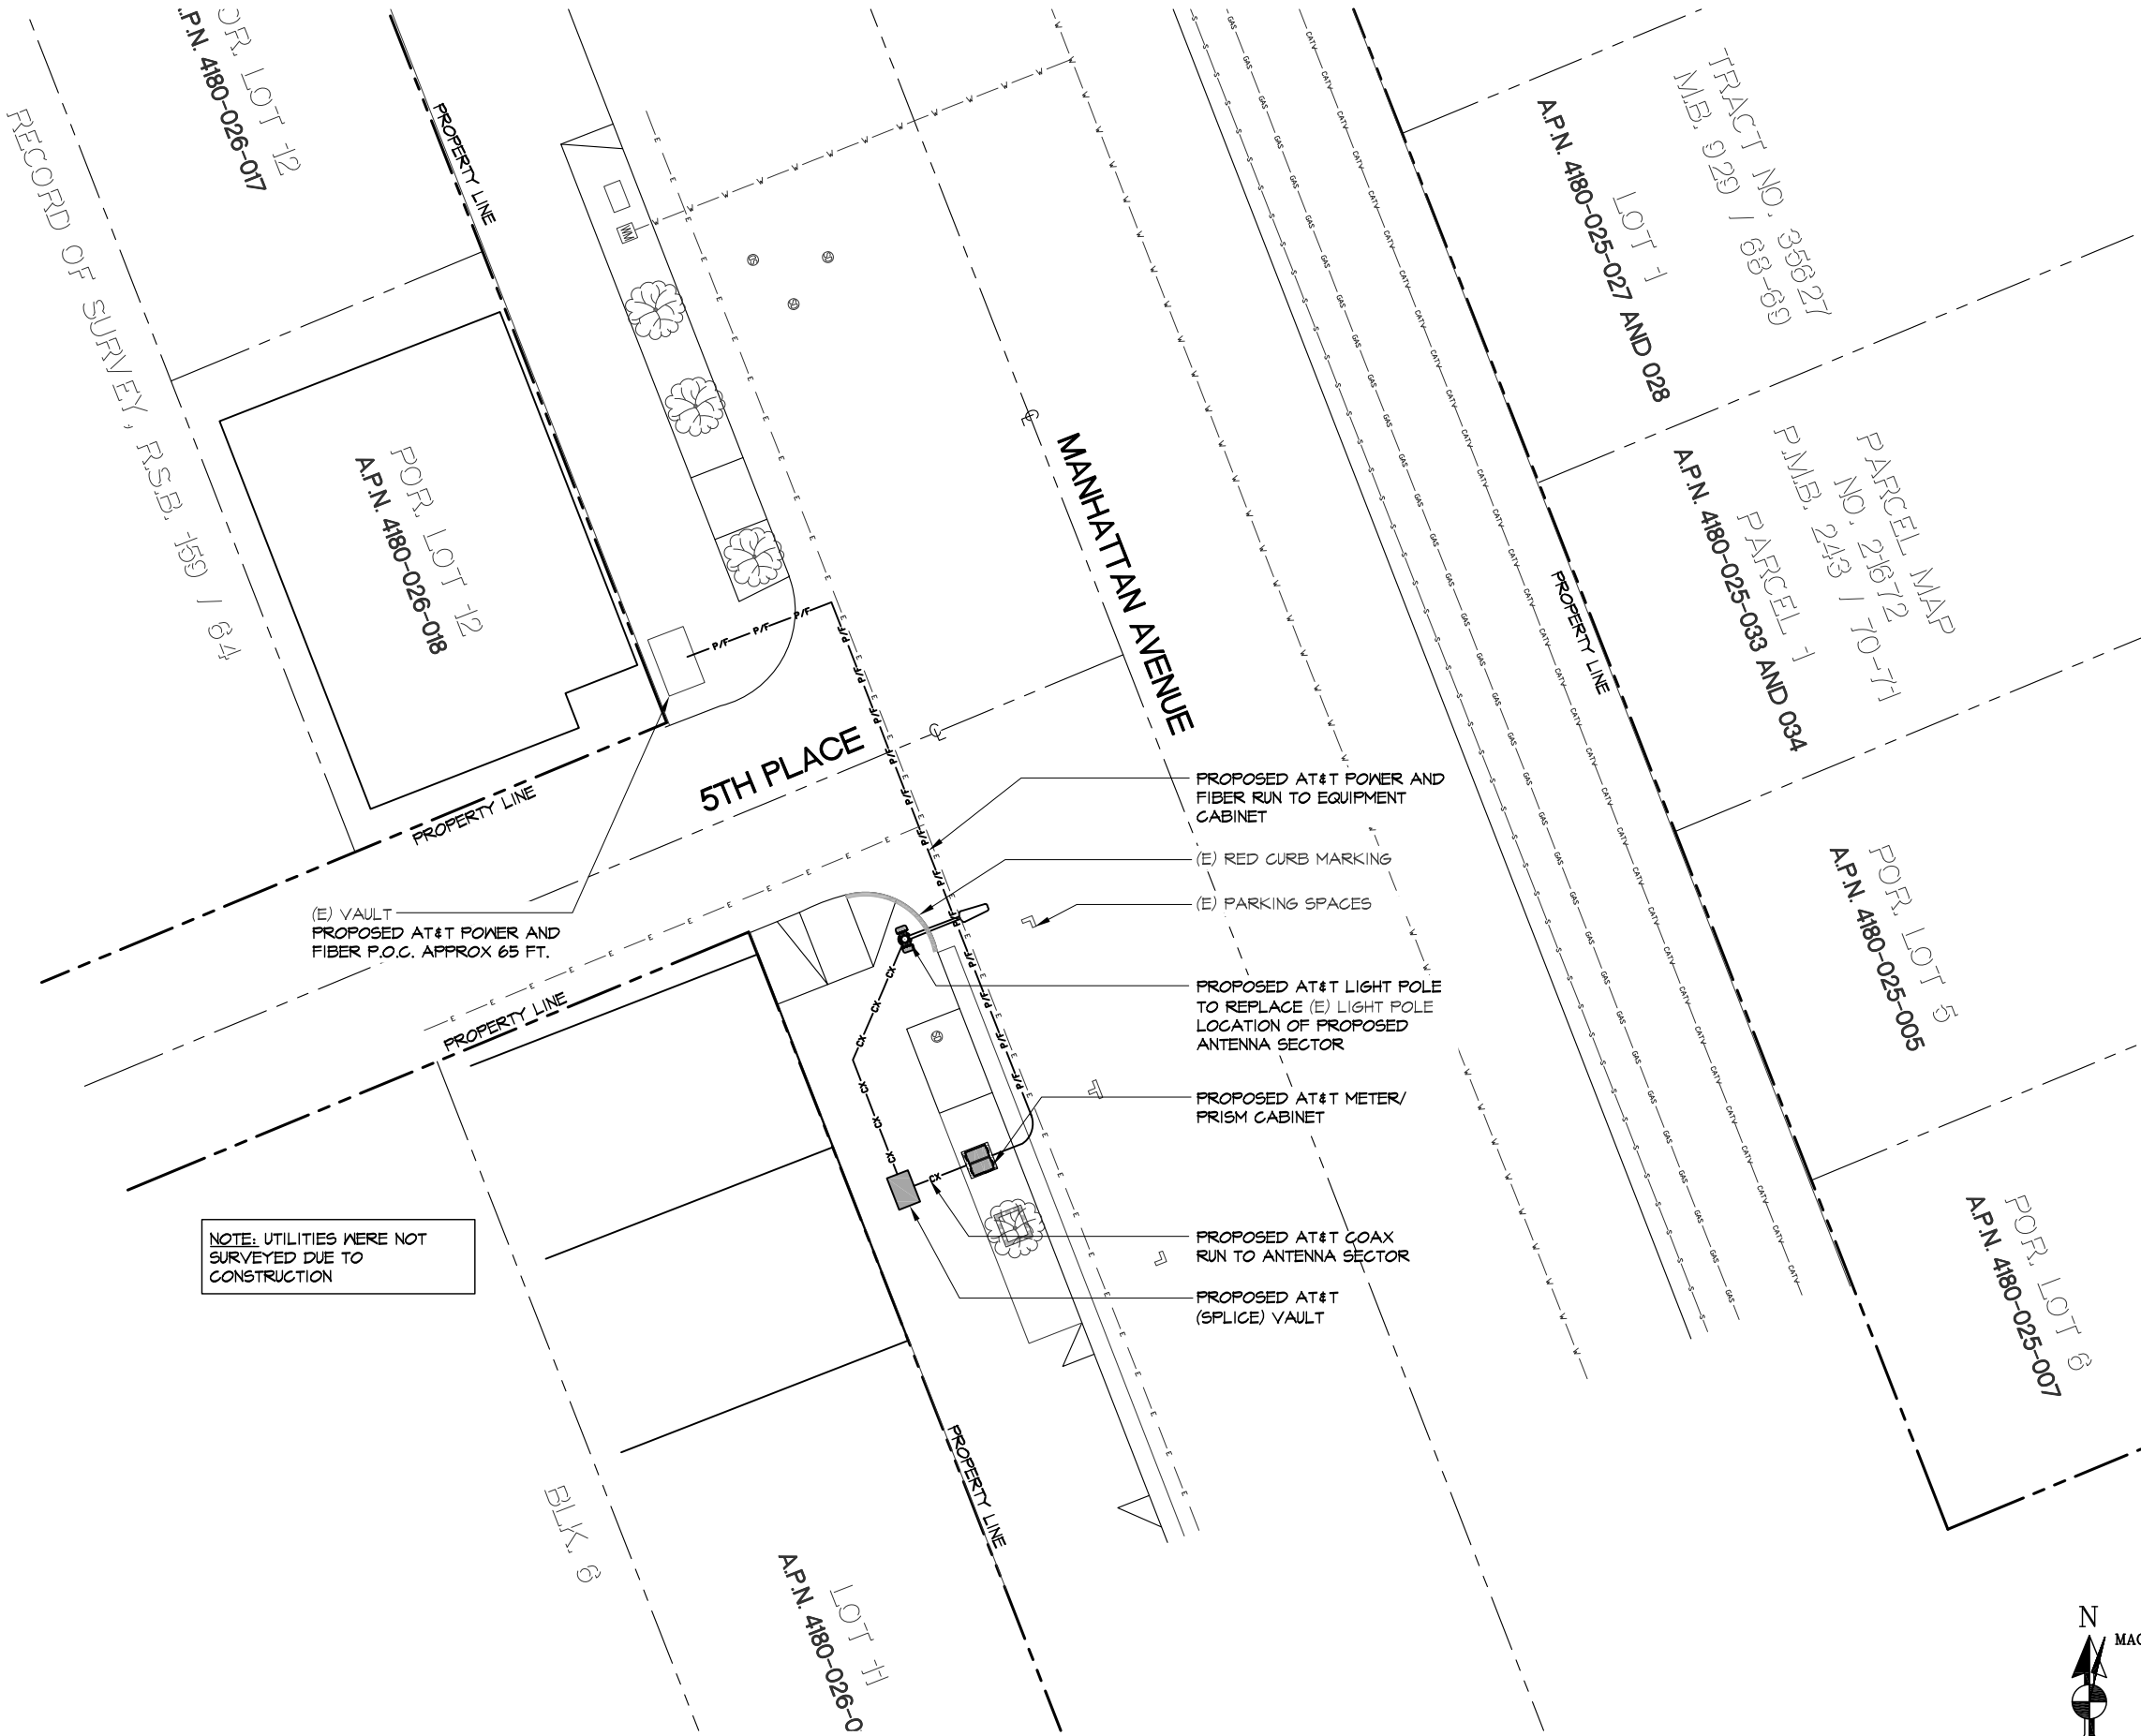 OR. LOT 12
.P.N. 4180-026-017
RECORD OF SURVEY, R.S.B. 159 / 64
PROPERTY LINE
WM
POR. LOT 12
A.P.N. 4180-026-018
PROPERTY LINE
TRACT NO. 35627
M.B. 929 / 68-69
LOT 1
A.P.N. 4180-025-027 AND 028
PARCEL MAP
NO. 21672
P.M.B. 243 / 70-71
PARCEL 1
A.P.N. 4180-025-033 AND 034
PROPERTY LINE
MANHATTAN AVENUE
5TH PLACE
POR. LOT 5
A.P.N. 4180-025-005
POR. LOT 6
A.P.N. 4180-025-007
(E) VAULT
PROPOSED AT&T POWER AND
FIBER P.O.C. APPROX 65 FT.
PROPERTY LINE
PROPOSED AT&T POWER AND
FIBER RUN TO EQUIPMENT
CABINET
(E) RED CURB MARKING
(E) PARKING SPACES
PROPOSED AT&T LIGHT POLE
TO REPLACE (E) LIGHT POLE
LOCATION OF PROPOSED
ANTENNA SECTOR
PROPOSED AT&T METER/
PRISM CABINET
PROPOSED AT&T COAX
RUN TO ANTENNA SECTOR
PROPOSED AT&T
(SPLICE) VAULT
NOTE: UTILITIES WERE NOT
SURVEYED DUE TO
CONSTRUCTION
PROPERTY LINE
BLK. 6
LOT 11
A.P.N. 4180-026-0
N
MAG